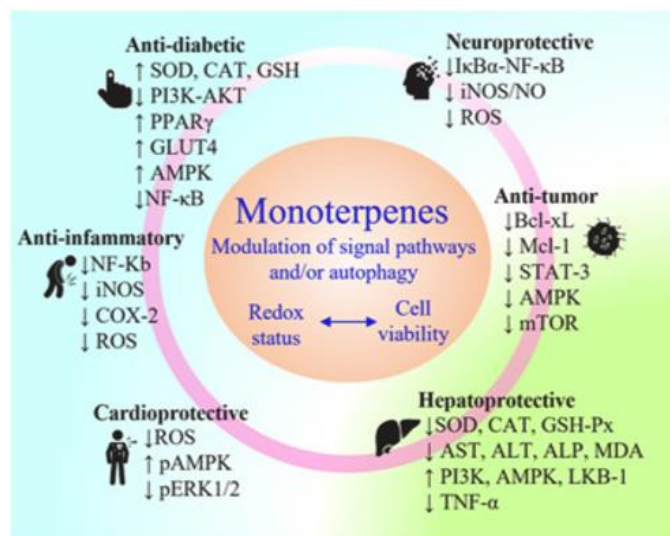 Anti-diabetic
↑ SOD, CAT, GSH
↓ PI3K-AKT
↑ PPARγ
↑ GLUT4
↑ AMPK
↓NF-κB
Neuroprotective
↓IκBα-NF-κB
↓ iNOS/NO
↓ ROS
Monoterpenes
Modulation of signal pathways
and/or autophagy
Redox
status
Cell
viability
Anti-tumor
↓Bcl-xL
↓ Mcl-1
↓ STAT-3
↓ AMPK
↓ mTOR
Anti-infammatory
↓NF-Kb
↓ iNOS
↓ COX-2
↓ ROS
Cardioprotective
↓ROS
↑ pAMPK
↓ pERK1/2
Hepatoprotective
↓SOD, CAT, GSH-Px
↓ AST, ALT, ALP, MDA
↑ PI3K, AMPK, LKB-1
↓ TNF-α